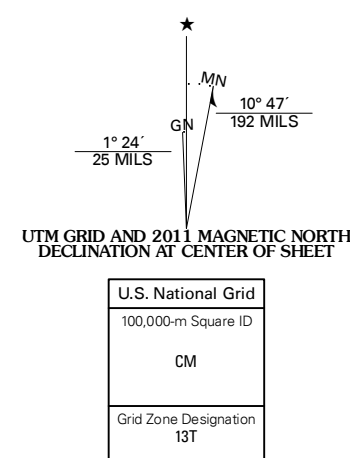 ★
MN
10° 47´
192 MILS
GN
1° 24´
25 MILS
UTM GRID AND 2011 MAGNETIC NORTH
DECLINATION AT CENTER OF SHEET
U.S. National Grid
100,000-m Square ID
CM
Grid Zone Designation
13T